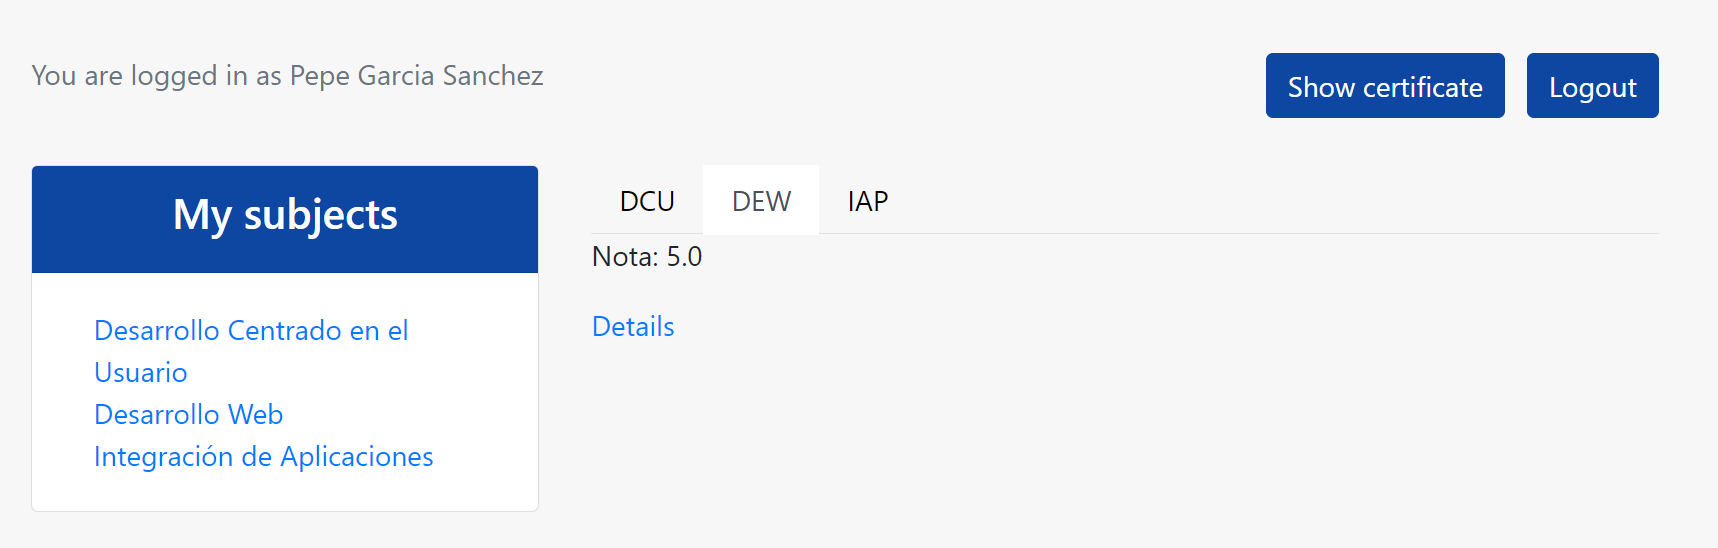 You are logged in as Pepe Garcia Sanchez
Show certificate
Logout
My subjects
Desarrollo Centrado en el
Usuario
Desarrollo Web
Integración de Aplicaciones
DCU
DEW
IAP
Nota: 5.0
Details